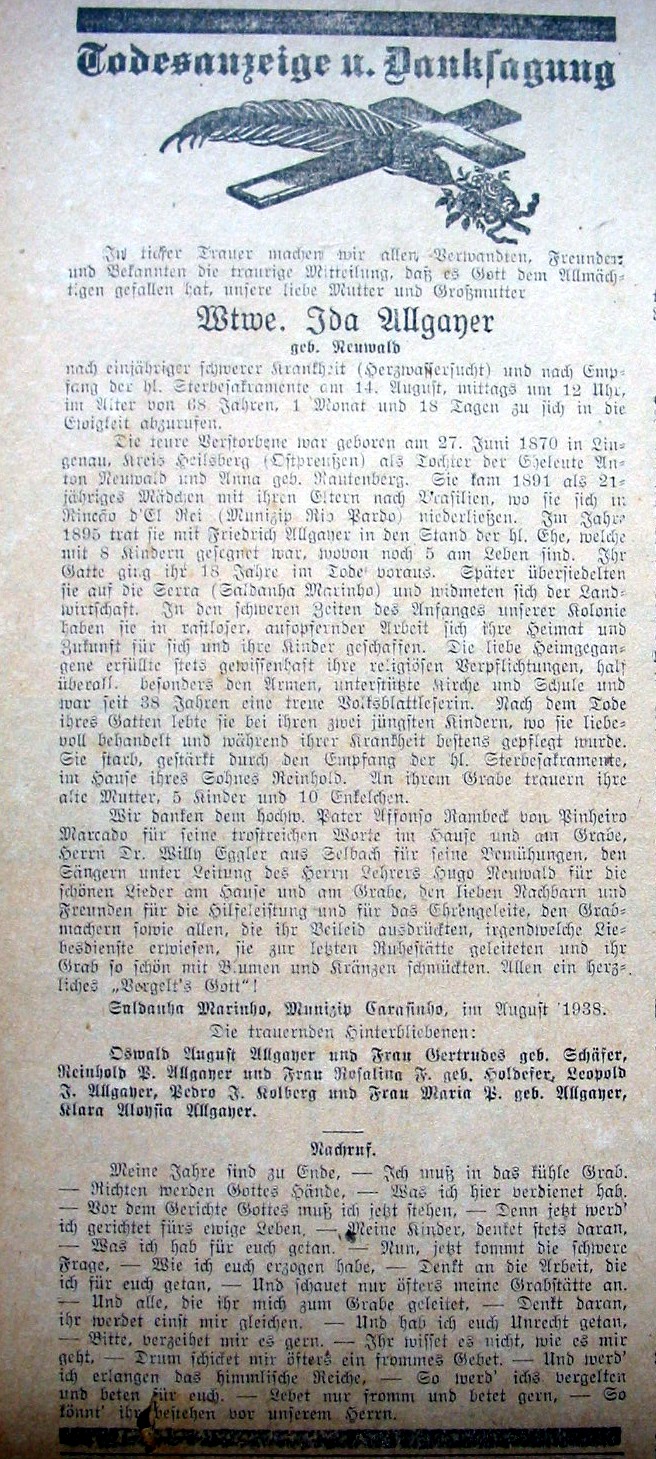 Todesanzeige u. Danksagung
In tiefer Trauer machen wir allen Verwandten, Freunden
und Bekannten die traurige Mitteilung, daß es Gott dem Allmäch-
tigen gefallen hat, unsere liebe Mutter und Großmutter
Wtwe. Ida Allgayer
geb. Neuwald
nach einjähriger schwerer Krankheit (Herzwassersucht) und nach Emp-
fang der hl. Sterbesakramente am 14. August, mittags um 12 Uhr,
im Alter von 68 Jahren, 1 Monat und 18 Tagen zu sich in die
Ewigkeit abzurufen.
Die teure Verstorbene war geboren am 27. Juni 1870 in Lin-
genau, Kreis Heilsberg (Ostpreußen) als Tochter der Eheleute An-
ton Neuwald und Anna geb. Rautenberg. Sie kam 1891 als 21-
jähriges Mädchen mit ihren Eltern nach Brasilien, wo sie sich in
Rincão d'El Rei (Munizip Rio Pardo) niederließen. Im Jahre
1895 trat sie mit Friedrich Allgayer in den Stand der hl. Ehe, welche
mit 8 Kindern gesegnet war, wovon noch 5 am Leben sind. Ihr
Gatte ging ihr 18 Jahre im Tode voraus. Später übersiedelten
sie auf die Serra (Saldanha Marinho) und widmeten sich der Land-
wirtschaft. In den schweren Zeiten des Anfanges unserer Kolonie
haben sie in rastloser, aufopfernder Arbeit sich ihre Heimat und
Zukunft für sich und ihre Kinder geschaffen. Die liebe Heimgegan-
gene erfüllte stets gewissenhaft ihre religiösen Verpflichtungen, half
überall. besonders den Armen, unterstützte Kirche und Schule und
war seit 38 Jahren eine treue Volksblattleserin. Nach dem Tode
ihres Gatten lebte sie bei ihren zwei jüngsten Kindern, wo sie liebe-
voll behandelt und während ihrer Krankheit bestens gepflegt wurde.
Sie starb, gestärkt durch den Empfang der hl. Sterbesakramente,
im Hause ihres Sohnes Reinhold. An ihrem Grabe trauern ihre
alte Mutter, 5 Kinder und 10 Enkelchen.
Wir danken dem hochw. Pater Affonso Rambeck von Pinheiro
Marcado für seine trostreichen Worte im Hause und am Grabe,
Herrn Dr. Willy Eggler aus Selbach für seine Bemühungen, den
Sängern unter Leitung des Herrn Lehrers Hugo Neuwald für die
schönen Lieder am Hause und am Grabe, den lieben Nachbarn und
Freunden für die Hilfeleistung und für das Ehrengeleite, den Grab-
machern sowie allen, die ihr Beileid ausdrückten, irgendwelche Lie-
besdienste erwiesen, sie zur letzten Ruhestätte geleiteten und ihr
Grab so schön mit Blumen und Kränzen schmückten. Allen ein herz-
liches „Vergelt's Gott“!
Saldanha Marinho, Munizip Carasinho, im August 1938.
Die trauernden Hinterbliebenen:
Oswald August Allgayer und Frau Gertrudes geb. Schäfer,
Reinhold P. Allgayer und Frau Rosalina F. geb. Holdefer, Leopold
J. Allgayer, Pedro J. Kolberg und Frau Maria P. geb. Allgayer,
Klara Aloysia Allgayer.
Nachruf.
Meine Jahre sind zu Ende, — Ich muß in das kühle Grab.
— Richten werden Gottes Hände, — Was ich hier verdienet hab.
— Vor dem Gerichte Gottes muß ich jetzt stehen, — Denn jetzt werd'
ich gerichtet fürs ewige Leben, — Meine Kinder, denket stets daran,
— Was ich hab für euch getan. — Nun, jetzt kommt die schwere
Frage, — Wie ich euch erzogen habe, — Denkt an die Arbeit, die
ich für euch getan, — Und schauet nur öfters meine Grabstätte an.
— Und alle, die ihr mich zum Grabe geleitet, — Denkt daran,
ihr werdet einst mir gleichen. — Und hab ich euch Unrecht getan,
— Bitte, verzeihet mir es gern. — Ihr wisset es nicht, wie es mir
geht, — Drum schicket mir öfters ein frommes Gebet. — Und werd'
ich erlangen das himmlische Reiche, — So werd' ichs vergelten
und beten für euch. — Lebet nur fromm und betet gern, — So
könnt' ihr bestehen vor unserem Herrn.